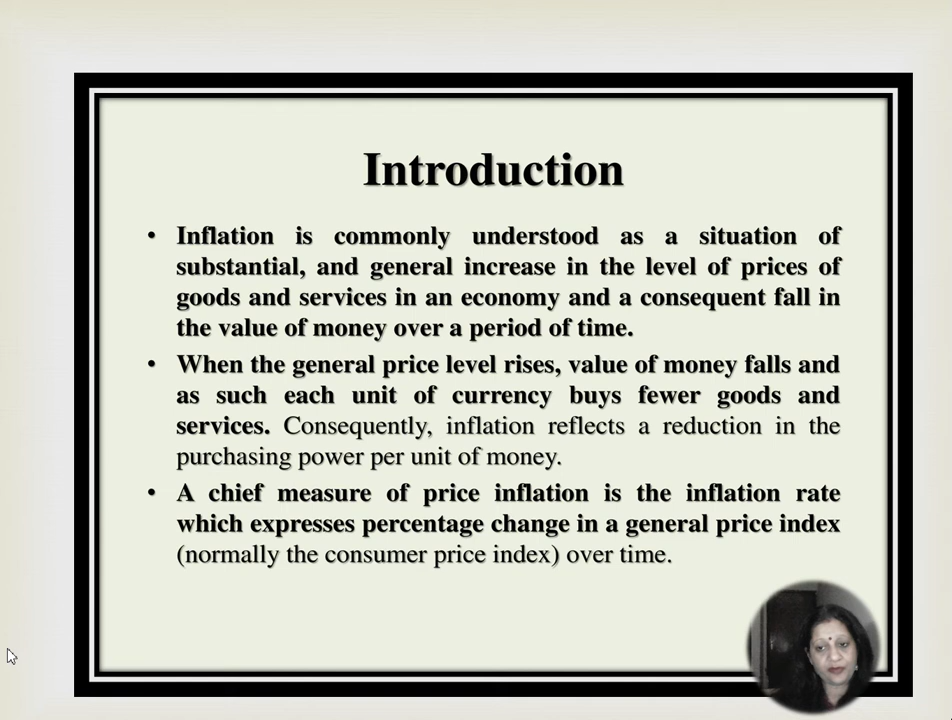 Introduction
• Inflation is commonly understood as a situation of
substantial, and general increase in the level of prices of
goods and services in an economy and a consequent fall in
the value of money over a period of time.
• When the general price level rises, value of money falls and
as such each unit of currency buys fewer goods and
services. Consequently, inflation reflects a reduction in the
purchasing power per unit of money.
• A chief measure of price inflation is the inflation rate
which expresses percentage change in a general price index
(normally the consumer price index) over time.